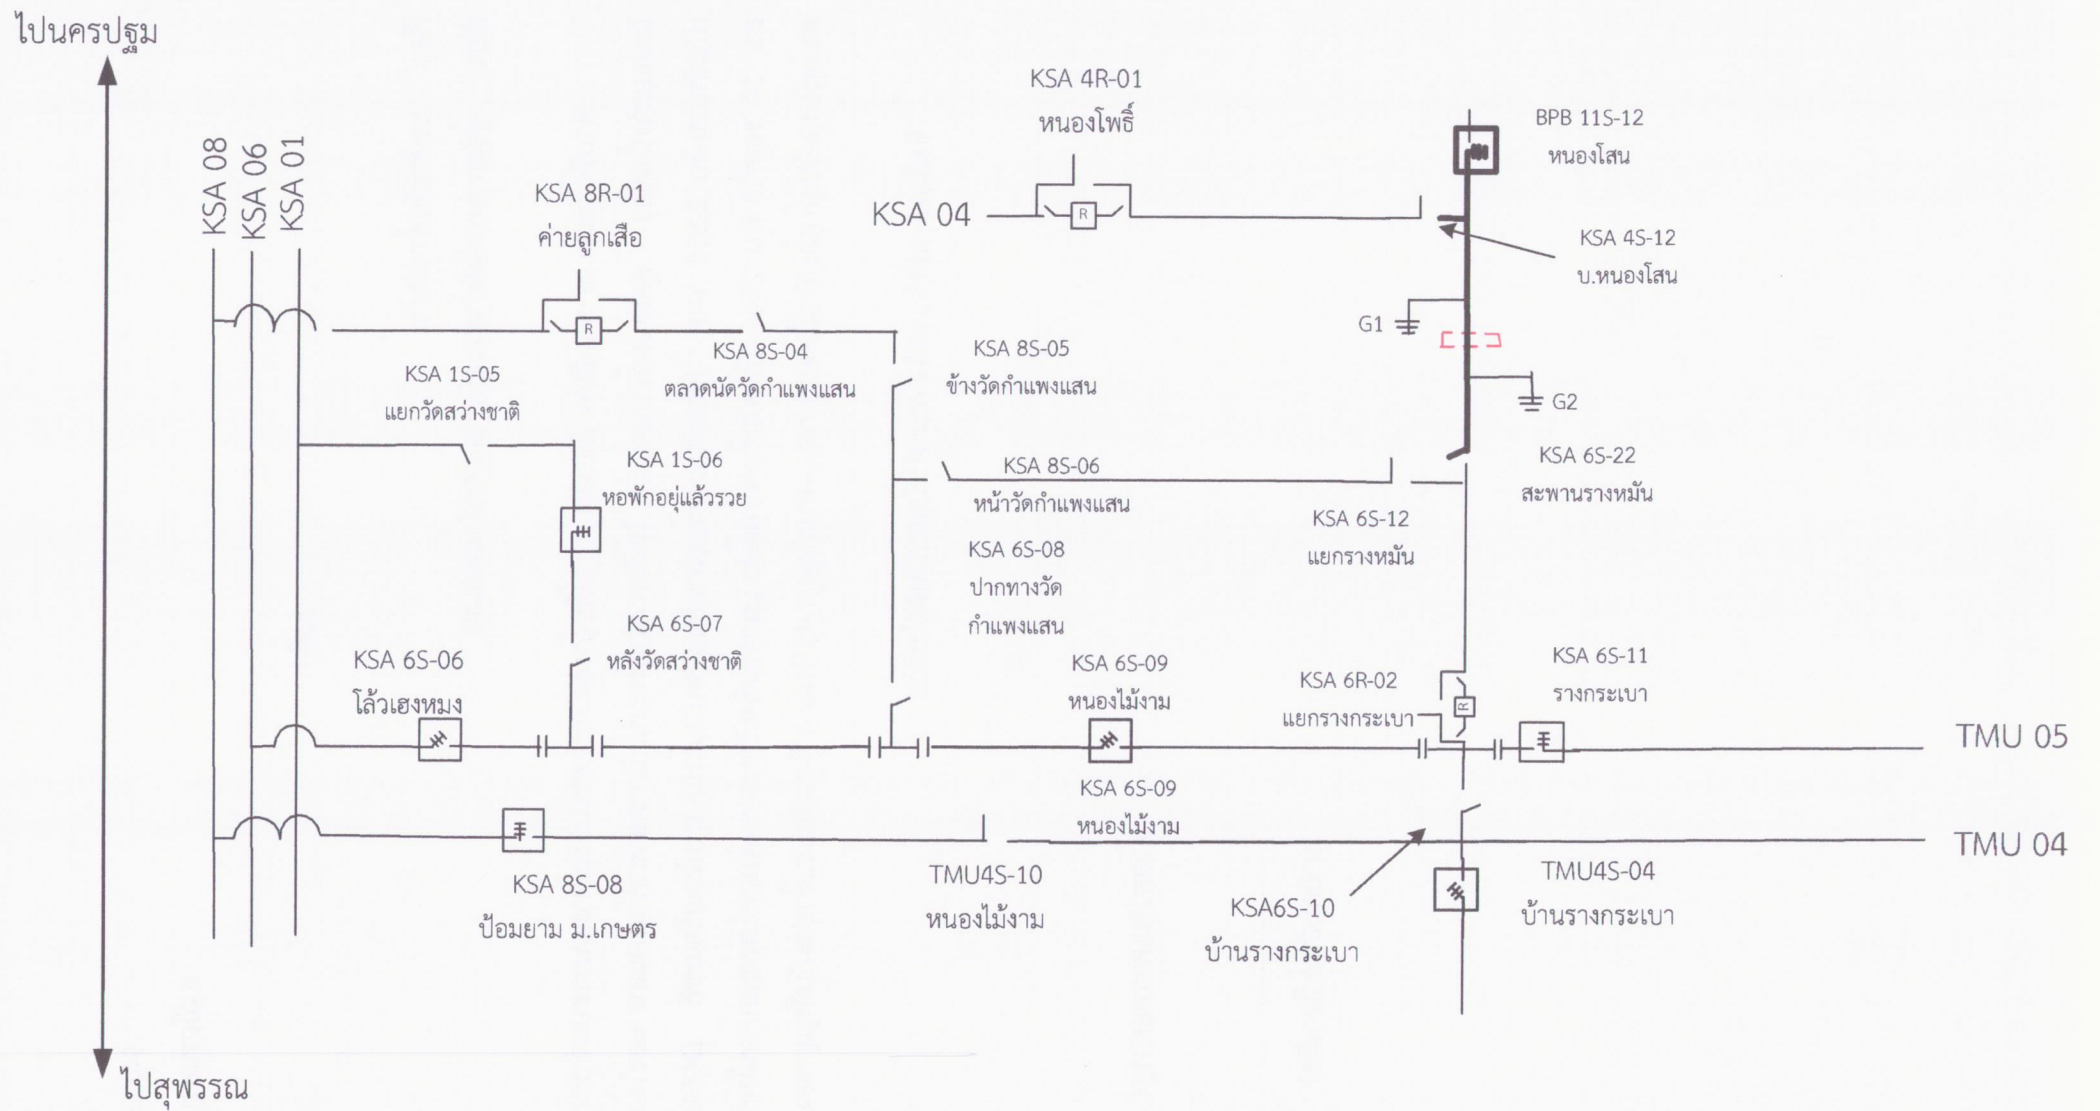 ไปนครปฐม
KSA 08
KSA 06
KSA 01
KSA 8R-01
ค่ายลูกเสือ
KSA 4R-01
หนองโพธิ์
R
KSA 04
BPB 11S-12
หนองโสน
KSA 4S-12
บ.หนองโสน
R
KSA 8S-04
ตลาดนัดวัดกำแพงแสน
KSA 8S-05
ข้างวัดกำแพงแสน
G1
G2
KSA 1S-05
แยกวัดสว่างชาติ
KSA 1S-06
หอพักอยู่แล้วรวย
KSA 8S-06
หน้าวัดกำแพงแสน
KSA 6S-22
สะพานรางหมัน
KSA 6S-12
แยกรางหมัน
KSA 6S-08
ปากทางวัด
กำแพงแสน
KSA 6S-07
หลังวัดสว่างชาติ
KSA 6S-06
โล้วเฮงหมง
KSA 6S-09
หนองไม้งาม
KSA 6R-02
แยกรางกระเบา
R
KSA 6S-11
รางกระเบา
TMU 05
KSA 6S-09
หนองไม้งาม
TMU 04
KSA 8S-08
ป้อมยาม ม.เกษตร
TMU4S-10
หนองไม้งาม
KSA6S-10
บ้านรางกระเบา
TMU4S-04
บ้านรางกระเบา
ไปสุพรรณ